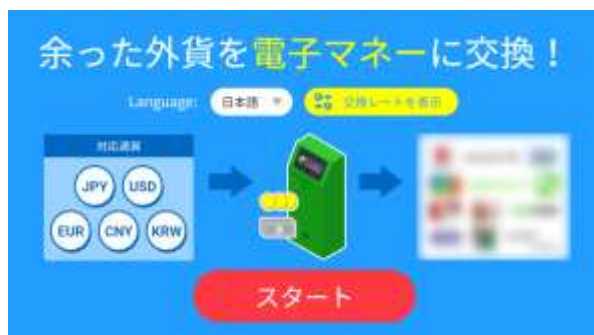 余った外貨を電子マネーに交換！
Language: 日本語 ▼ 交換レートを表示
対応通貨
JPY USD
EUR CNY KRW
スタート